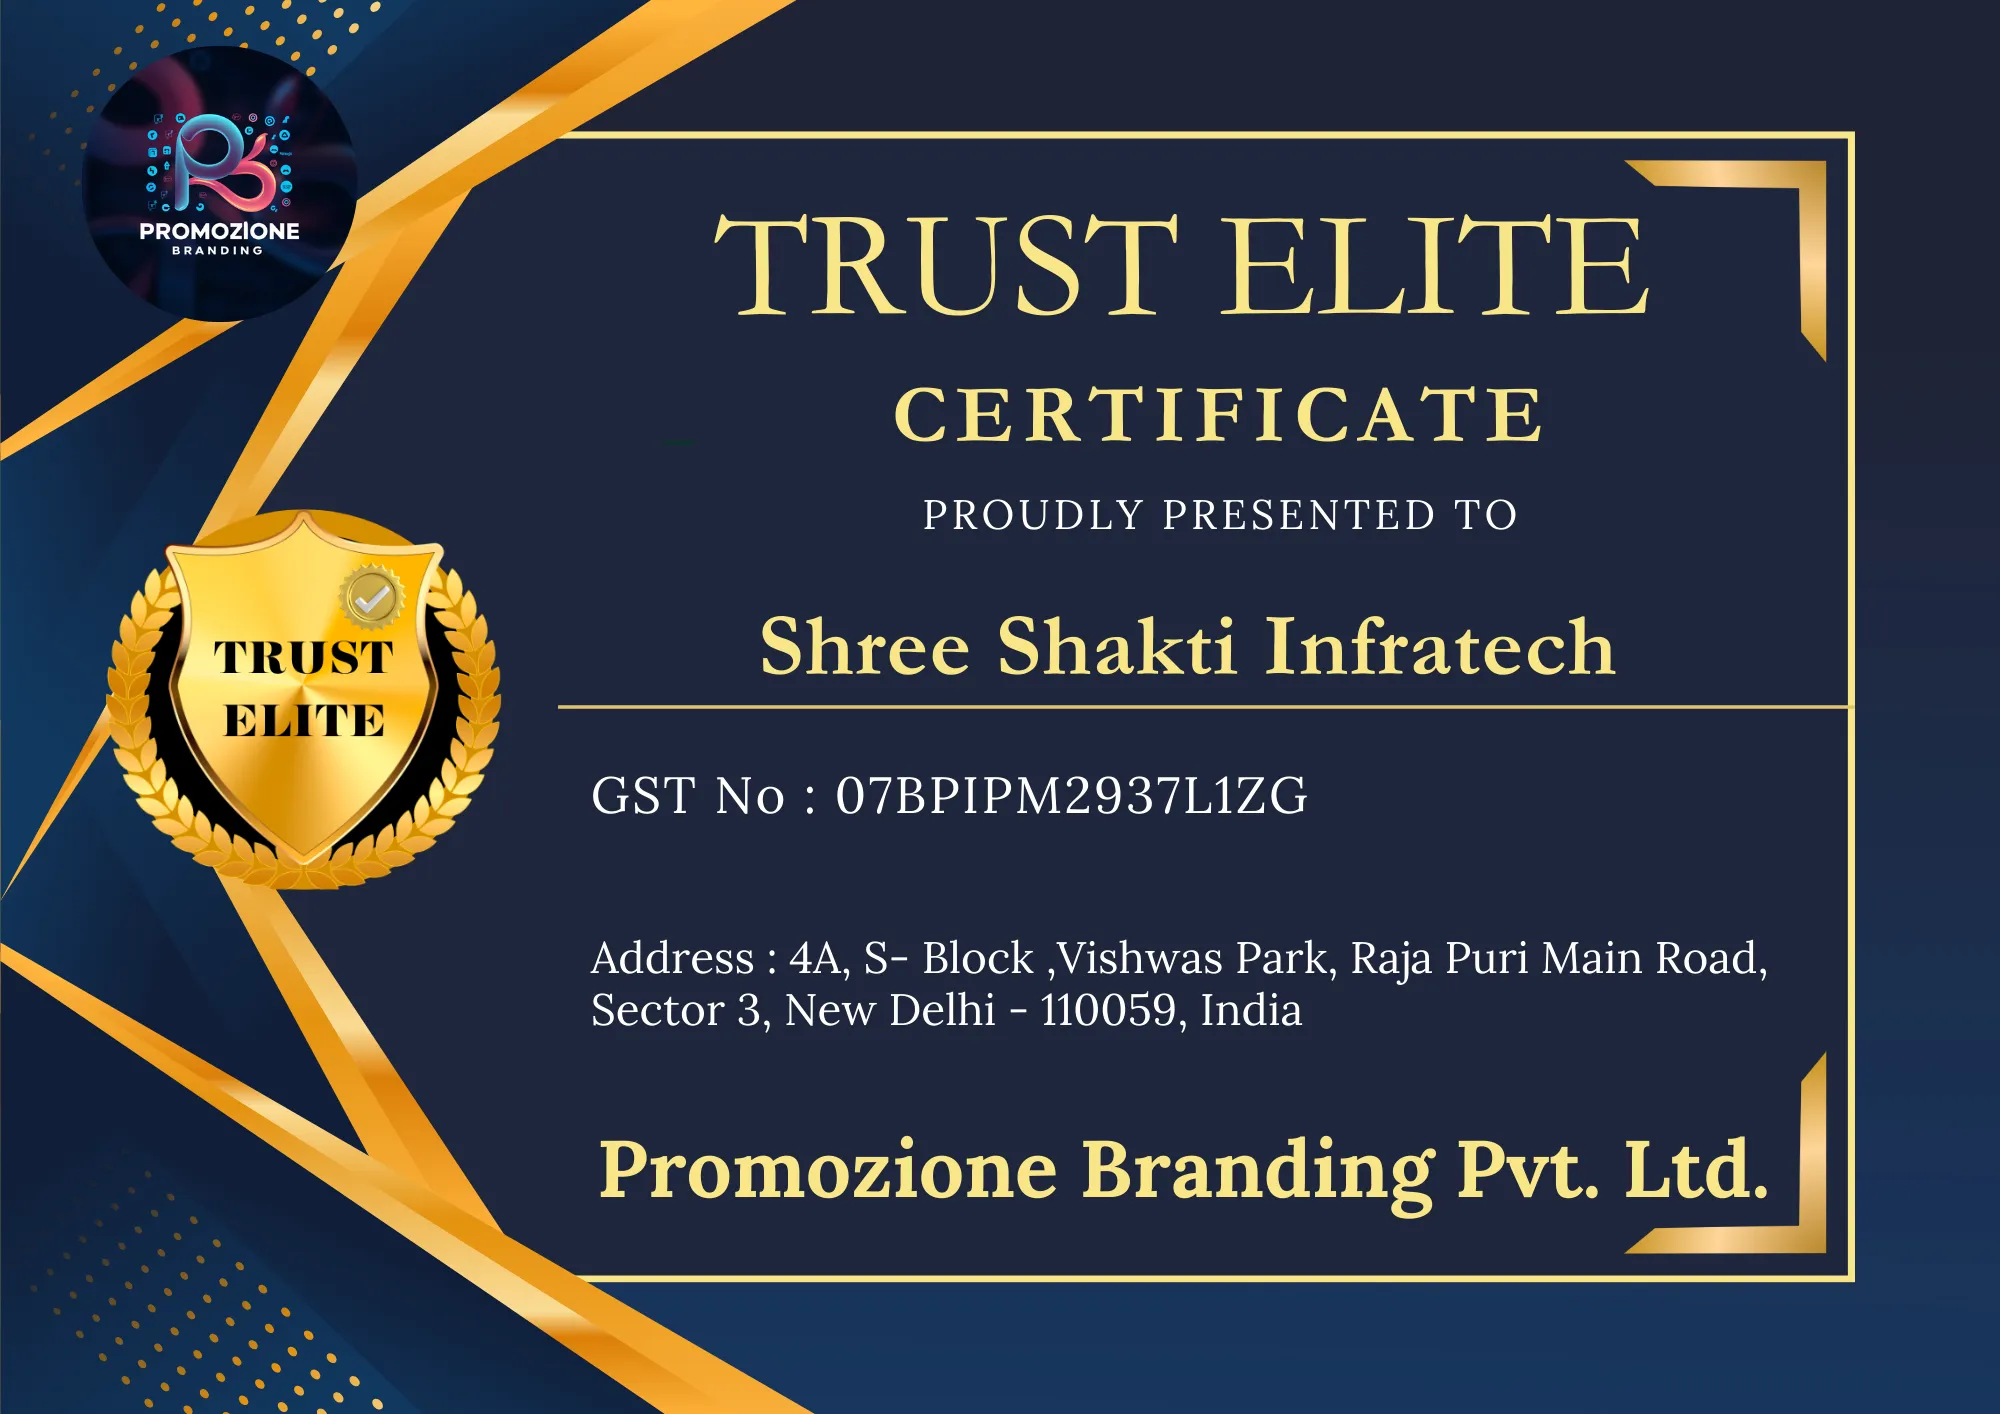 PROMOZIONE
BRANDING
TRUST ELITE
CERTIFICATE
PROUDLY PRESENTED TO
Shree Shakti Infratech
TRUST
ELITE
GST No : 07BPIPM2937L1ZG
Address : 4A, S- Block ,Vishwas Park, Raja Puri Main Road,
Sector 3, New Delhi - 110059, India
Promozione Branding Pvt. Ltd.